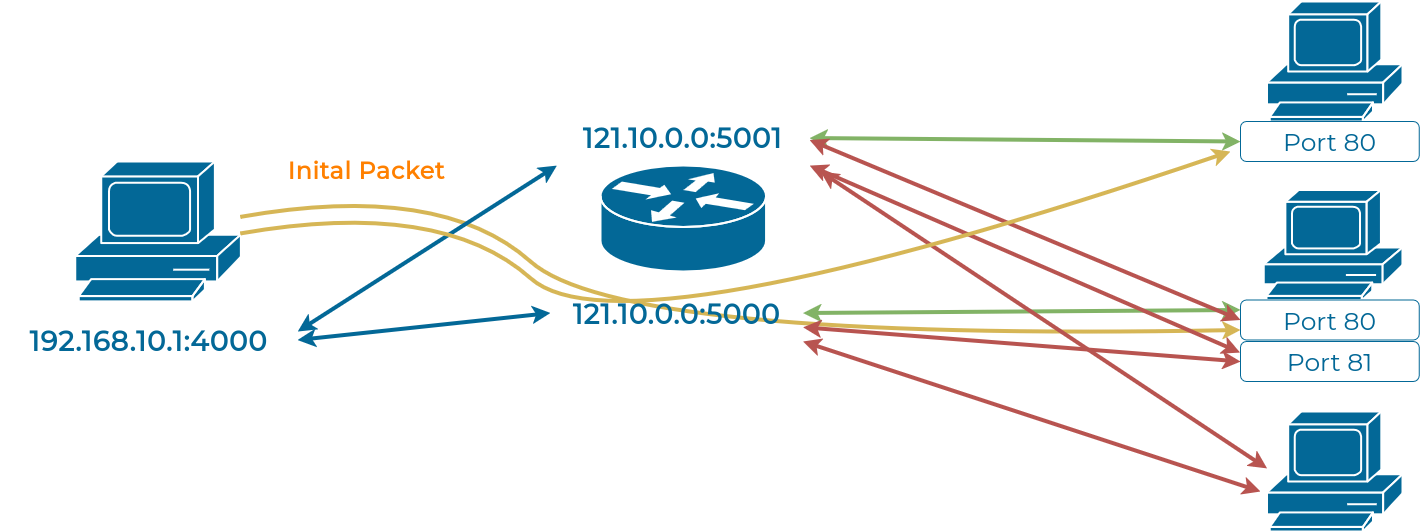 121.10.0.0:5001
Port 80
Inital Packet
121.10.0.0:5000
Port 80
192.168.10.1:4000
Port 81